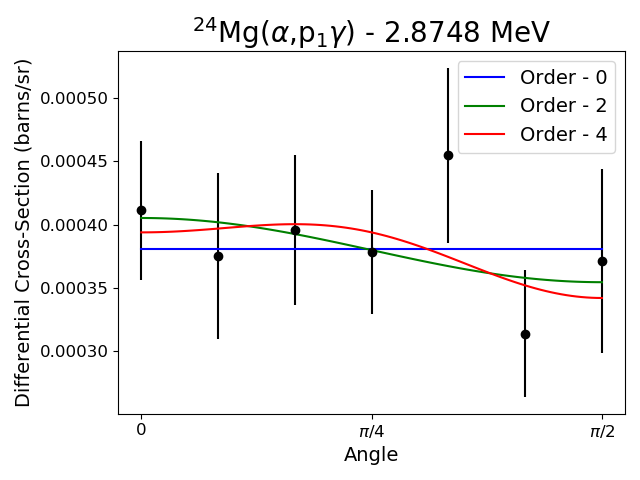 ²⁴Mg(α,p₁γ) - 2.8748 MeV
Differential Cross-Section (barns/sr)
0.00050
0.00045
0.00040
0.00035
0.00030
Order - 0
Order - 2
Order - 4
0
π/4
π/2
Angle